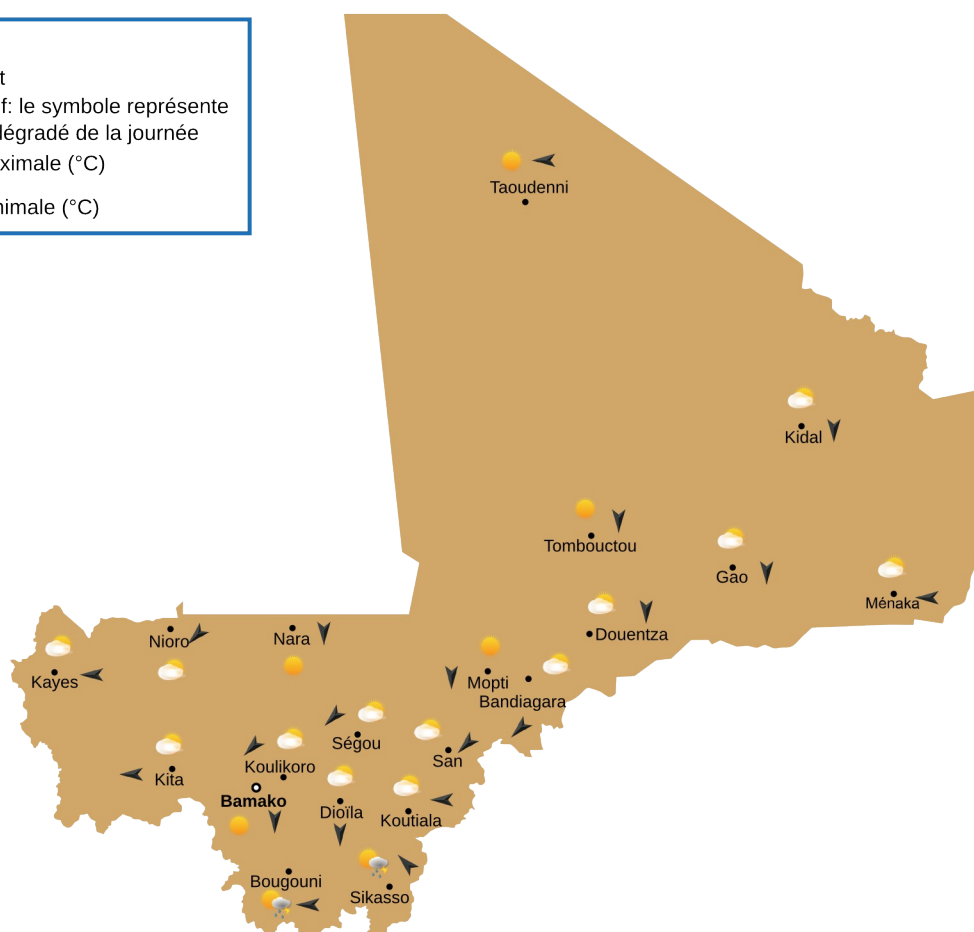 t
f: le symbole représente
légradé de la journée
ximale (°C)
nimale (°C)
Taoudenni
Kidal
Tombouctou
Gao
Ménaka
Douentza
Nioro
Nara
Kayes
Mopti
Bandiagara
Ségou
San
Koulikoro
Kita
Bamako
Dioïla
Koutiala
Bougouni
Sikasso